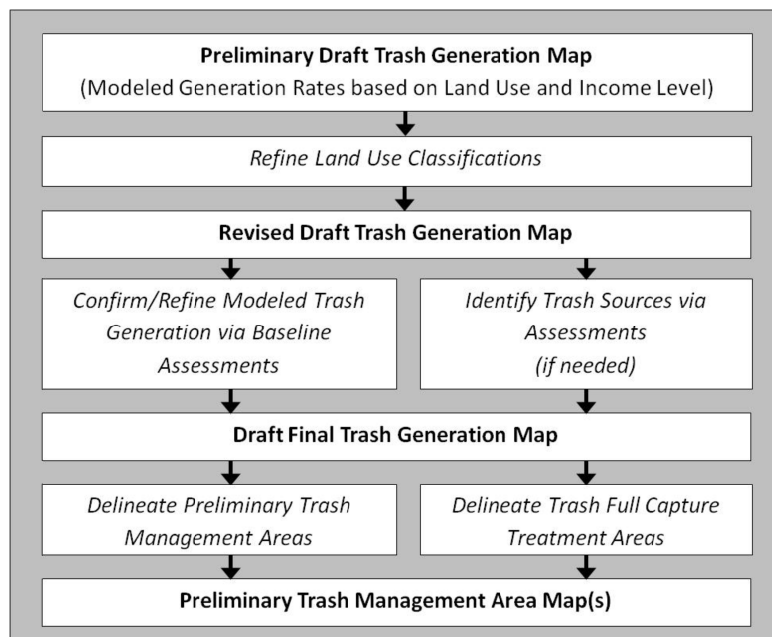 Preliminary Draft Trash Generation Map
(Modeled Generation Rates based on Land Use and Income Level)
Refine Land Use Classifications
Revised Draft Trash Generation Map
Confirm/Refine Modeled Trash
Generation via Baseline
Assessments
Identify Trash Sources via
Assessments
(if needed)
Draft Final Trash Generation Map
Delineate Preliminary Trash
Management Areas
Delineate Trash Full Capture
Treatment Areas
Preliminary Trash Management Area Map(s)